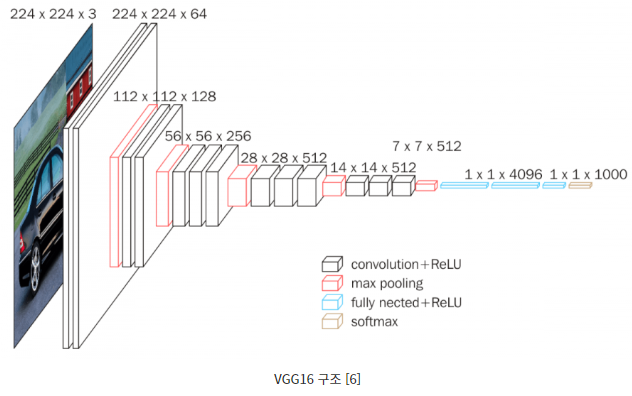 224 x 224 x 3
224 x 224 x 64
112 x 112 x 128
56 x 56 x 256
28 x 28 x 512
14 x 14 x 512
7 x 7 x 512
1 x 1 x 4096
1 x 1 x 1000
convolution+ReLU
max pooling
fully nected+ReLU
softmax
VGG16 구조 [6]